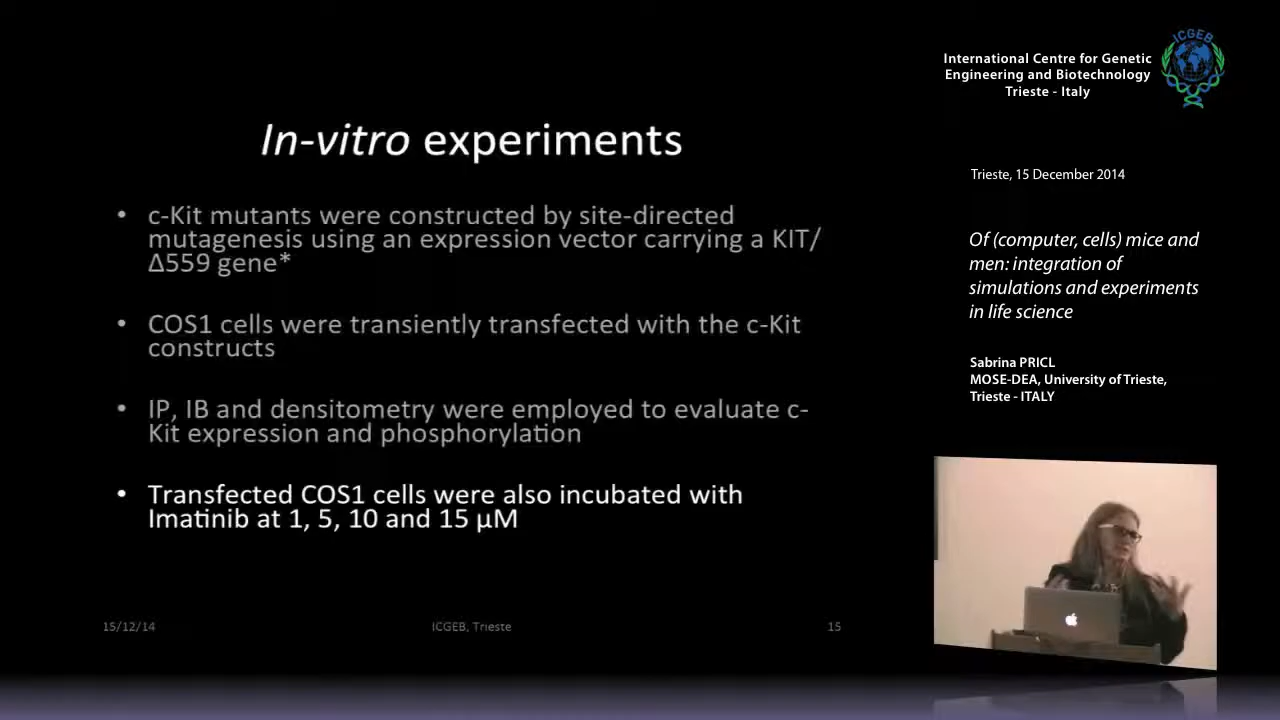 In-vitro experiments
• c-Kit mutants were constructed by site-directed
mutagenesis using an expression vector carrying a KIT/
Δ559 gene*
• COS1 cells were transiently transfected with the c-Kit
constructs
• IP, IB and densitometry were employed to evaluate c-
Kit expression and phosphorylation
• Transfected COS1 cells were also incubated with
Imatinib at 1, 5, 10 and 15 µM
15/12/14
ICGEB, Trieste
15
International Centre for Genetic
Engineering and Biotechnology
Trieste - Italy
ICGEB
Trieste, 15 December 2014
Of (computer, cells) mice and
men: integration of
simulations and experiments
in life science
Sabrina PRICL
MOSE-DEA, University of Trieste,
Trieste - ITALY